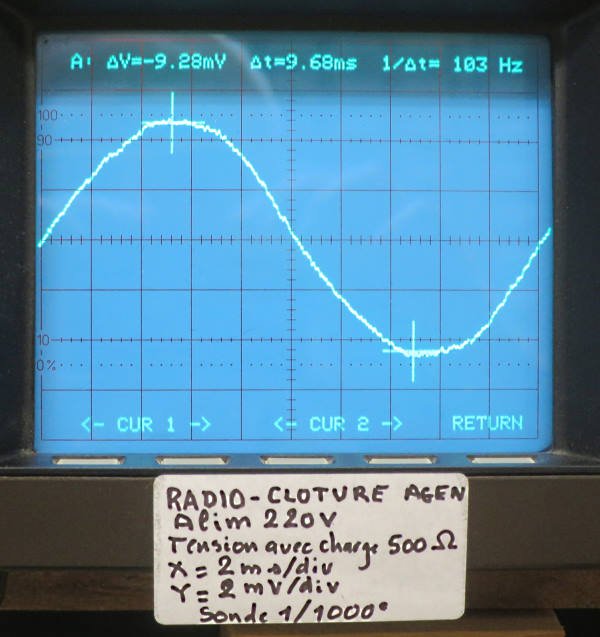 A: ΔV=-9.28mV Δt=9.68ms 1/Δt= 103 Hz
100
90
10
0%
<- CUR 1 -> <- CUR 2 -> RETURN
RADIO-CLOTURE AGEN
Alim 220V
Tension avec charge 500 Ω
X = 2 ms/div
Y = 2 mV/div
Sonde 1/1000°